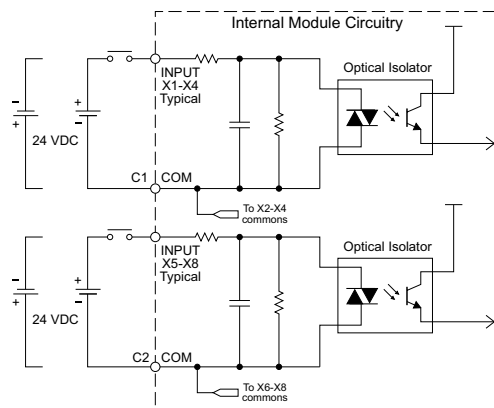 Internal Module Circuitry
INPUT
X1-X4
Typical
Optical Isolator
-
+
+
-
24 VDC
C1
COM
To X2-X4
commons
INPUT
X5-X8
Typical
Optical Isolator
-
+
+
-
24 VDC
C2
COM
To X6-X8
commons